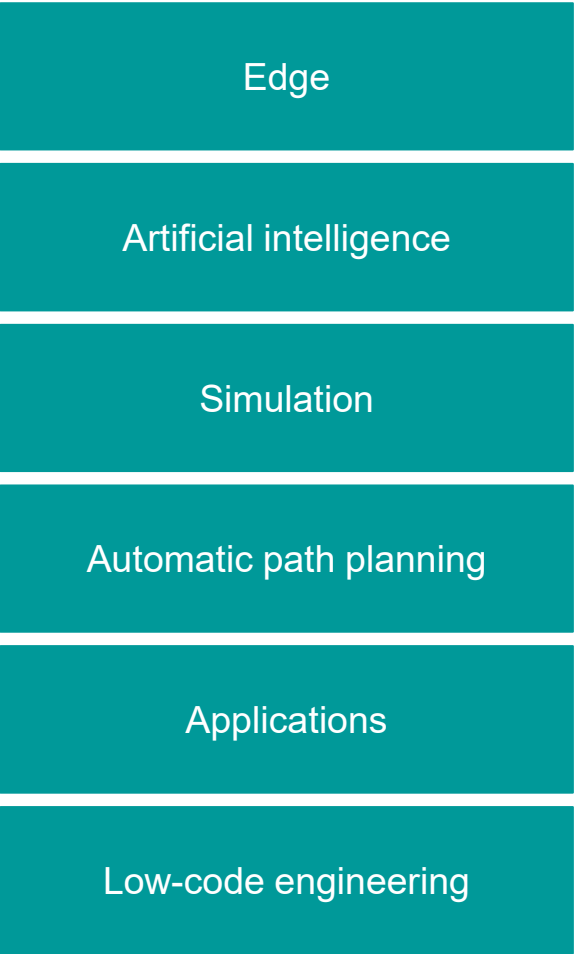 Edge
Artificial intelligence
Simulation
Automatic path planning
Applications
Low-code engineering